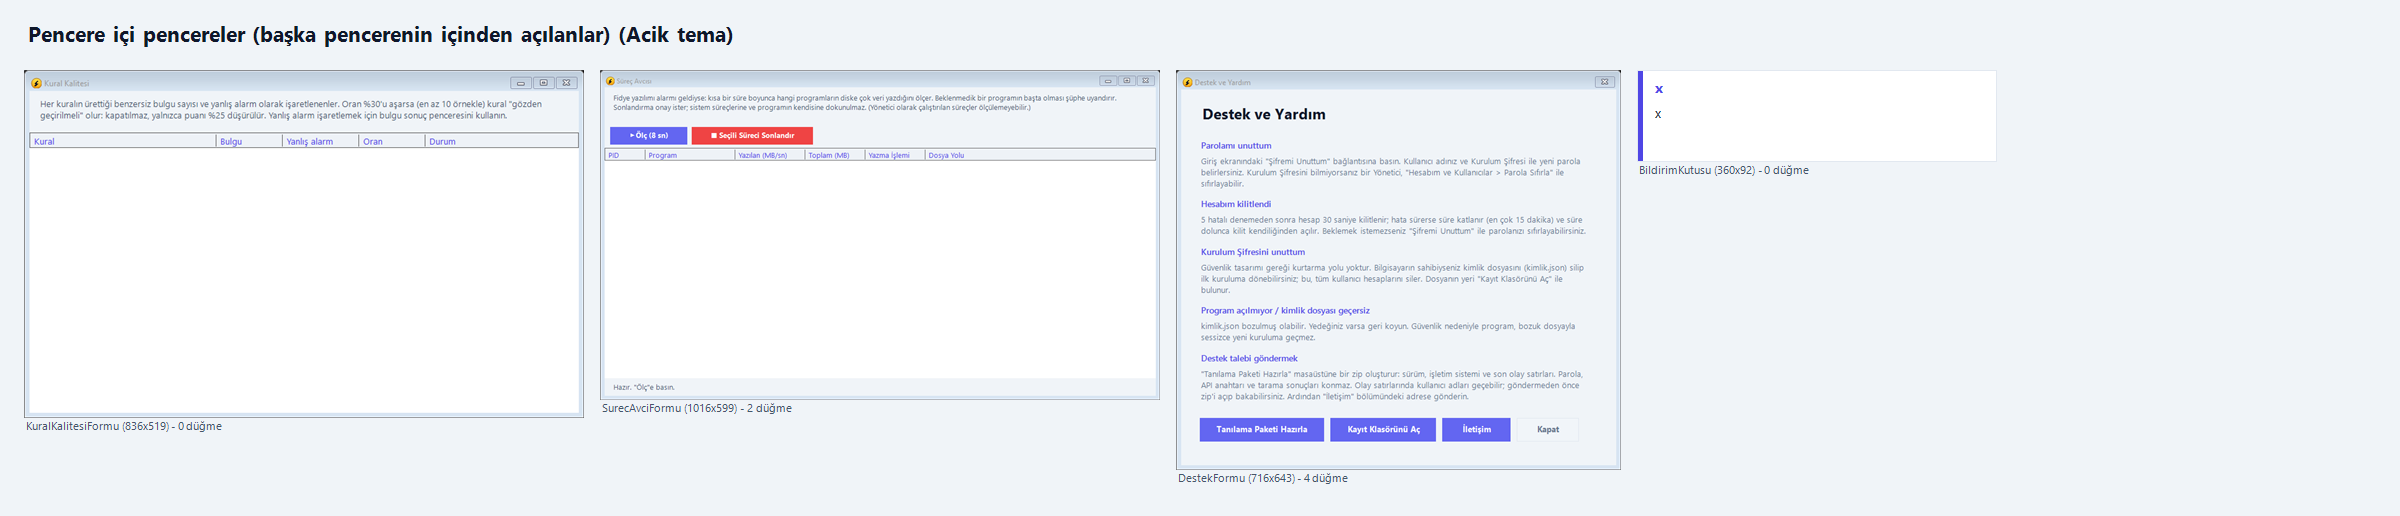 Pencere içi pencereler (başka pencerenin içinden açılanlar) (Acik tema)
Kural Kalitesi
Her kuralın ürettiği benzersiz bulgu sayısı ve yanlış alarm olarak işaretlenenler. Oran %30'u aşarsa (en az 10 örnekle) kural "gözden
geçirilmeli" olur: kapatılmaz, yalnızca puanı %25 düşürülür. Yanlış alarm işaretlemek için bulgu sonuç penceresini kullanın.
Kural Bulgu Yanlış alarm Oran Durum
KuralKalitesiFormu (836x519) - 0 düğme
Süreç Avcısı
Fidye yazılımı alarmı geldiyse: kısa bir süre boyunca hangi programların diske çok veri yazdığını ölçer. Beklenmedik bir programın başta olması şüphe uyandırır.
Sonlandırma onay ister; sistem süreçlerine ve programın kendisine dokunulmaz. (Yönetici olarak çalıştırılan süreçler ölçülemeyebilir.)
▶ Ölç (8 sn) ■ Seçili Süreci Sonlandır
PID Program Yazılan (MB/sn) Toplam (MB) Yazma İşlemi Dosya Yolu
Hazır. "Ölç"e basın.
SurecAvciFormu (1016x599) - 2 düğme
Destek ve Yardım
Destek ve Yardım
Parolamı unuttum
Giriş ekranındaki "Şifremi Unuttum" bağlantısına basın. Kullanıcı adınız ve Kurulum Şifresi ile yeni parola
belirlersiniz. Kurulum Şifresini bilmiyorsanız bir Yönetici, "Hesabım ve Kullanıcılar > Parola Sıfırla" ile
sıfırlayabilir.
Hesabım kilitlendi
5 hatalı denemeden sonra hesap 30 saniye kilitlenir; hata sürerse süre katlanır (en çok 15 dakika) ve süre
dolunca kilit kendiliğinden açılır. Beklemek istemezseniz "Şifremi Unuttum" ile parolanızı sıfırlayabilirsiniz.
Kurulum Şifresini unuttum
Güvenlik tasarımı gereği kurtarma yolu yoktur. Bilgisayarın sahibiyseniz kimlik dosyasını (kimlik.json) silip
ilk kuruluma dönebilirsiniz; bu, tüm kullanıcı hesaplarını siler. Dosyanın yeri "Kayıt Klasörünü Aç" ile
bulunur.
Program açılmıyor / kimlik dosyası geçersiz
kimlik.json bozulmuş olabilir. Yedeğiniz varsa geri koyun. Güvenlik nedeniyle program, bozuk dosyayla
sessizce yeni kuruluma geçmez.
Destek talebi göndermek
"Tanılama Paketi Hazırla" masaüstüne bir zip oluşturur: sürüm, işletim sistemi ve son olay satırları. Parola,
API anahtarı ve tarama sonuçları konmaz. Olay satırlarında kullanıcı adları geçebilir; göndermeden önce
zip'i açıp bakabilirsiniz. Ardından "İletişim" bölümündeki adrese gönderin.
Tanılama Paketi Hazırla Kayıt Klasörünü Aç İletişim Kapat
DestekFormu (716x643) - 4 düğme
x
x
BildirimKutusu (360x92) - 0 düğme